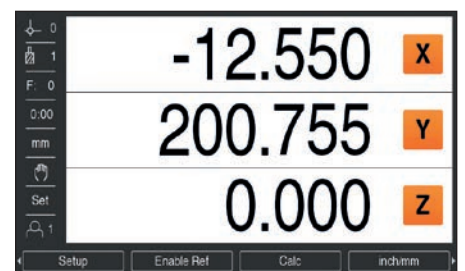 0
1
F: 0
0:00
mm
Set
1
-12.550 X
200.755 Y
0.000 Z
Setup Enable Ref Calc inch/mm